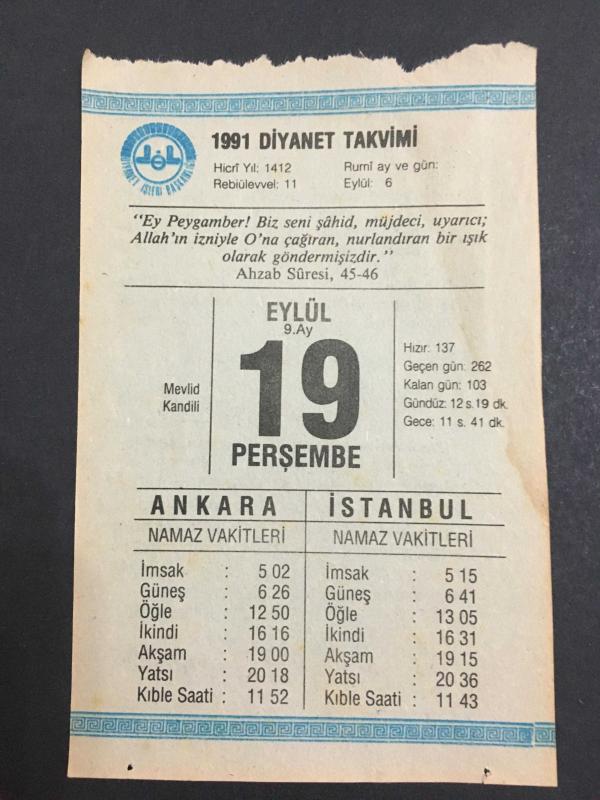 1991 DİYANET TAKVİMİ
Hicrî Yıl: 1412
Rebiülevvel: 11
Rumî ay ve gün:
Eylül: 6
DİYANET İŞLERİ BAŞKANLIĞI
"Ey Peygamber! Biz seni şâhid, müjdeci, uyarıcı;
Allah'ın izniyle O'na çağıran, nurlandıran bir ışık
olarak göndermişizdir."
Ahzab Sûresi, 45-46
Mevlid
Kandili
EYLÜL
9.Ay
19
PERŞEMBE
Hızır: 137
Geçen gün: 262
Kalan gün: 103
Gündüz: 12 s.19 dk.
Gece: 11 s. 41 dk.
ANKARA
NAMAZ VAKİTLERİ
İmsak : 5 02
Güneş : 6 26
Öğle : 12 50
İkindi : 16 16
Akşam : 19 00
Yatsı : 20 18
Kıble Saati : 11 52
İSTANBUL
NAMAZ VAKİTLERİ
İmsak : 5 15
Güneş : 6 41
Öğle : 13 05
İkindi : 16 31
Akşam : 19 15
Yatsı : 20 36
Kıble Saati : 11 43